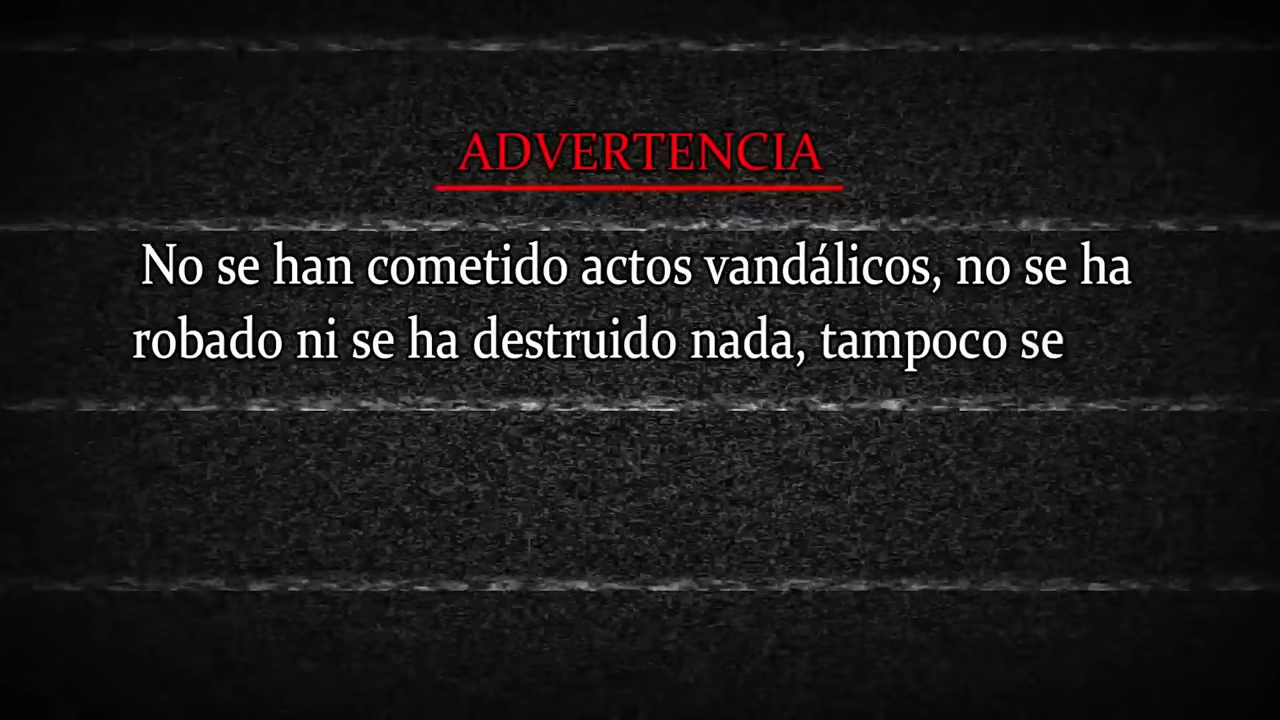 ADVERTENCIA
No se han cometido actos vandálicos, no se ha
robado ni se ha destruido nada, tampoco se